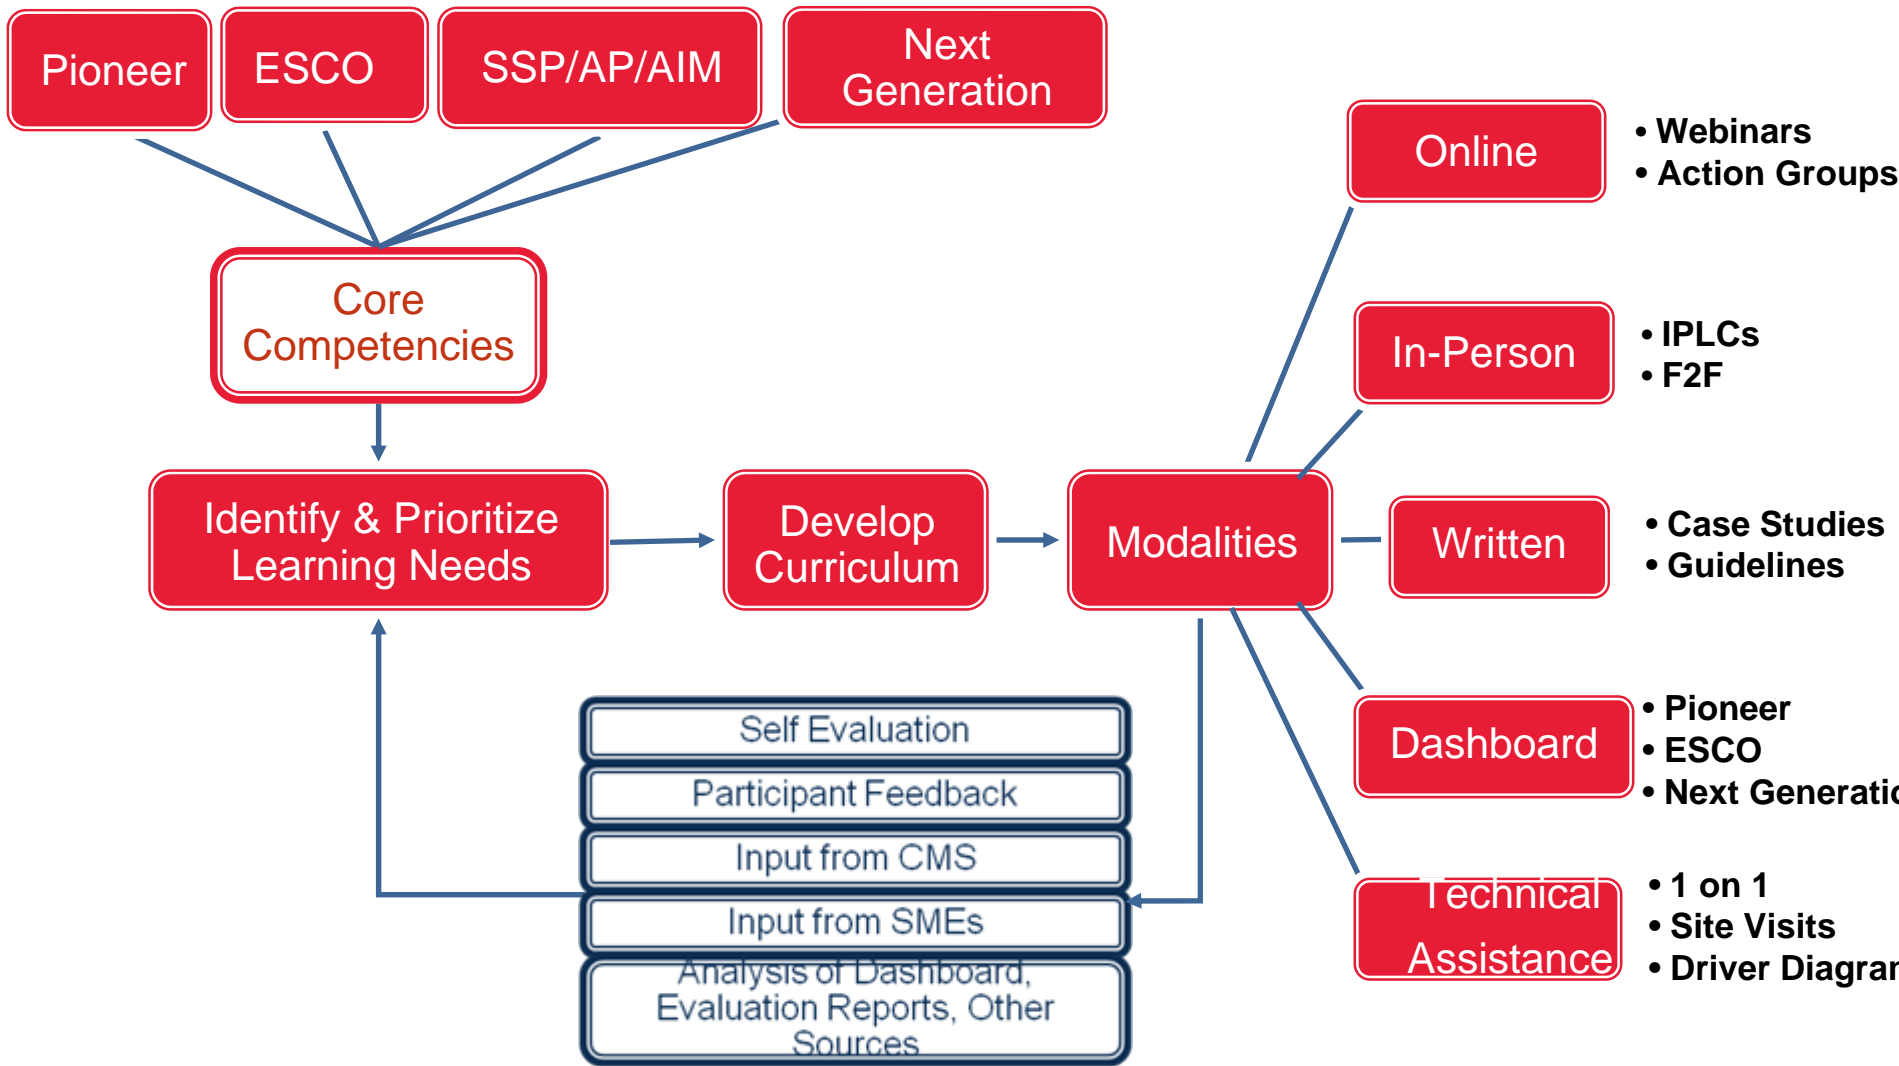 Pioneer
ESCO
SSP/AP/AIM
Next
Generation
Core
Competencies
Identify & Prioritize
Learning Needs
Develop
Curriculum
Modalities
Online
• Webinars
• Action Groups
In-Person
• IPLCs
• F2F
Written
• Case Studies
• Guidelines
Dashboard
• Pioneer
• ESCO
• Next Generatio
Technical
Assistance
• 1 on 1
• Site Visits
• Driver Diagra
Self Evaluation
Participant Feedback
Input from CMS
Input from SMEs
Analysis of Dashboard,
Evaluation Reports, Other
Sources